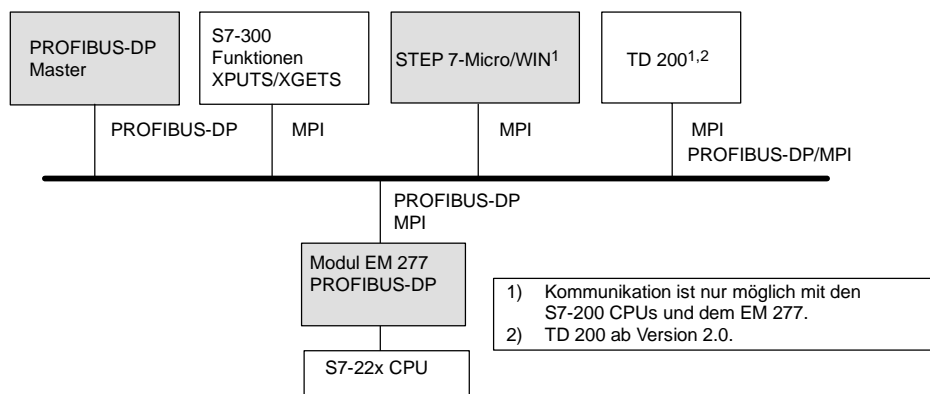 PROFIBUS-DP
Master
S7-300
Funktionen
XPUTS/XGETS
STEP 7-Micro/WIN1
TD 2001,2
PROFIBUS-DP
MPI
MPI
MPI
PROFIBUS-DP/MPI
PROFIBUS-DP
MPI
Modul EM 277
PROFIBUS-DP
S7-22x CPU
1) Kommunikation ist nur möglich mit den
S7-200 CPUs und dem EM 277.
2) TD 200 ab Version 2.0.